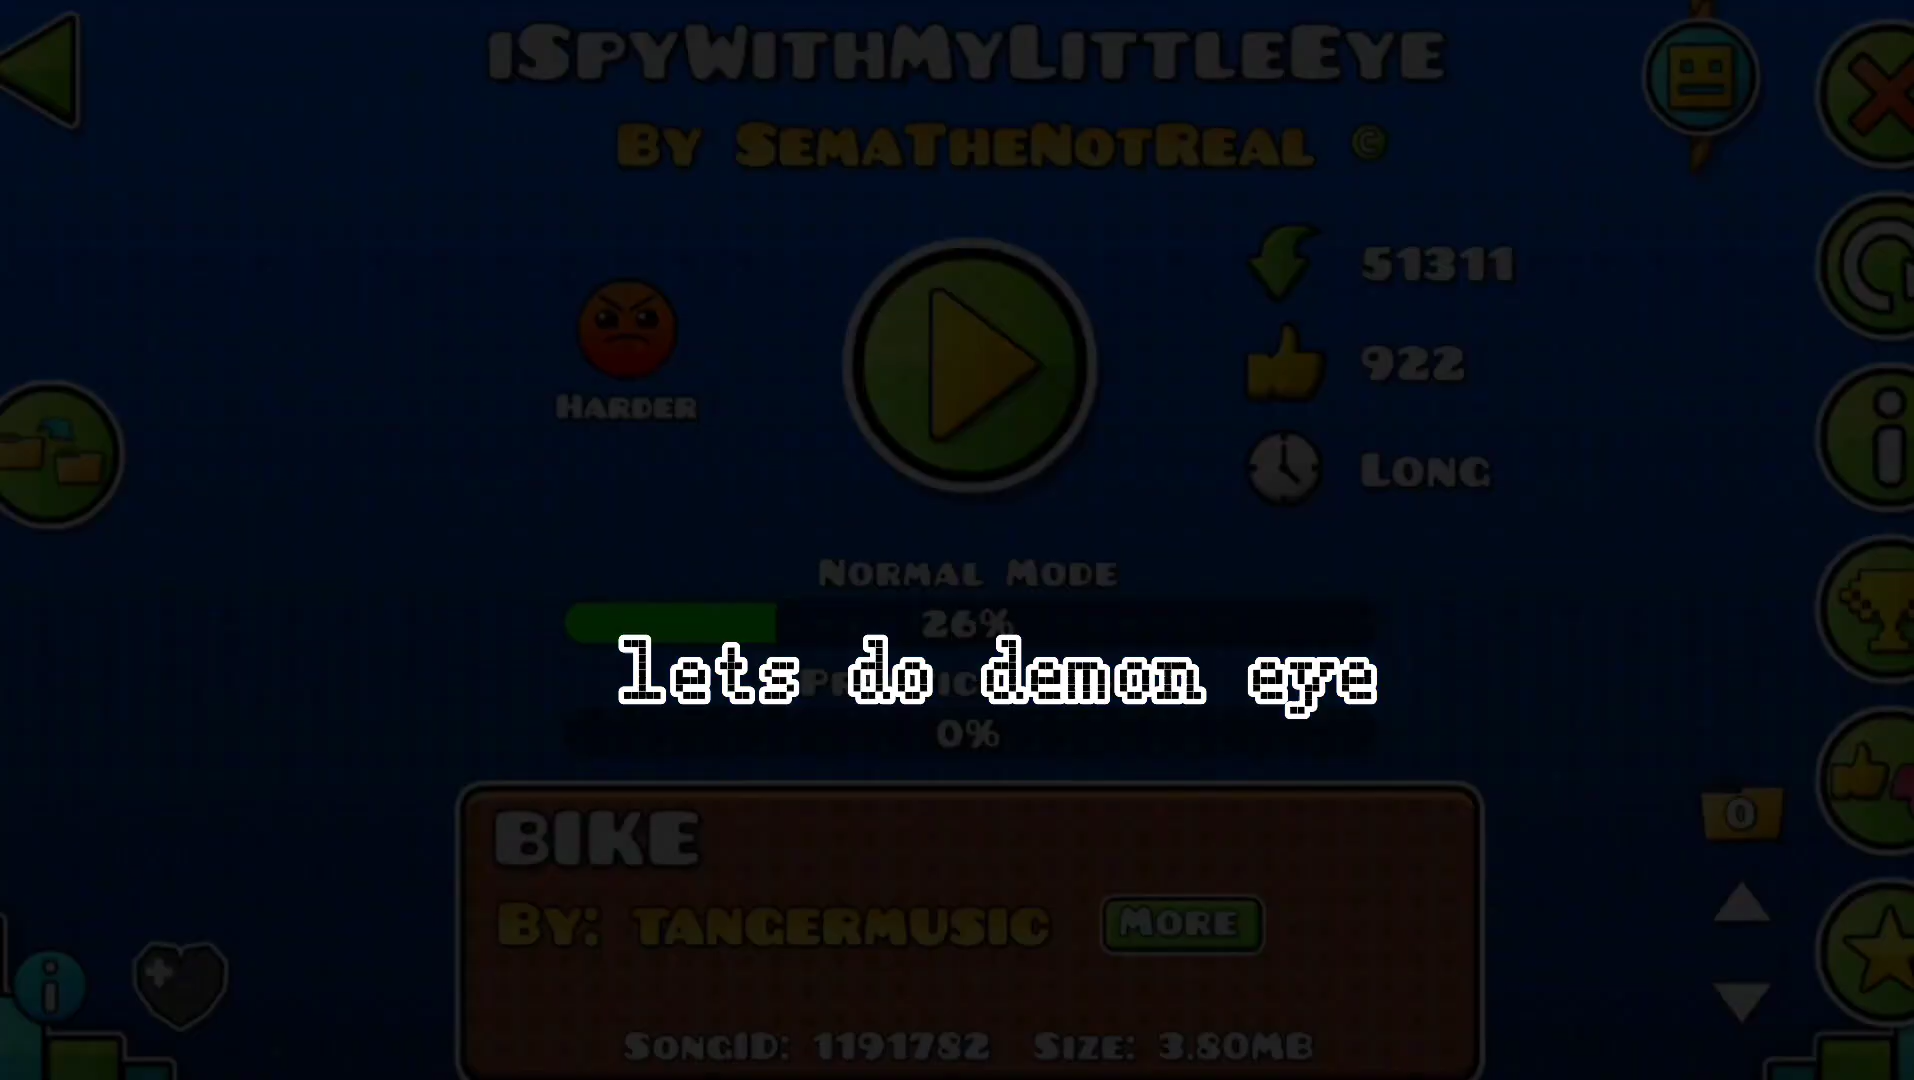 iSpyWithMyLittleEye
By SemaTheNotReal ©
51311
Harder
922
Long
Normal Mode
26%
lets do demon eye
0%
BIKE
By: TANGERMUSIC
More
0
SongID: 1191782 Size: 3.80MB